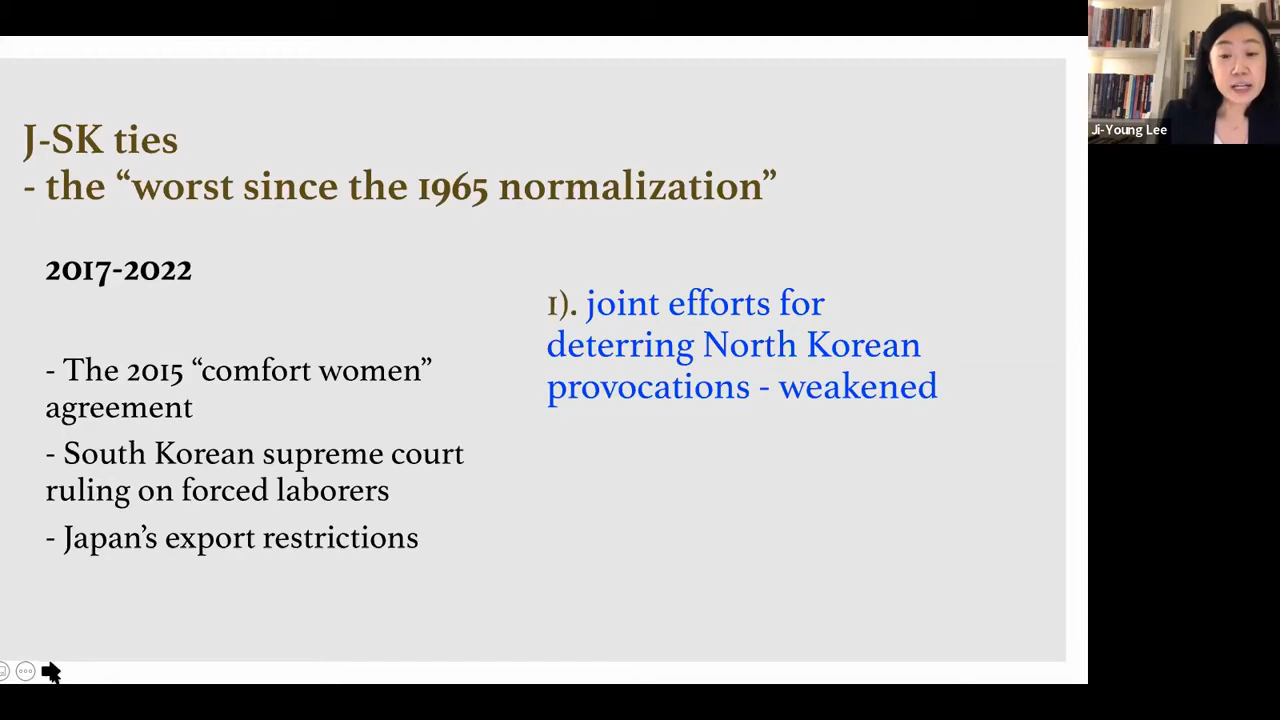 J-SK ties
- the “worst since the 1965 normalization”
2017-2022
- The 2015 “comfort women”
agreement
- South Korean supreme court
ruling on forced laborers
- Japan’s export restrictions
1). joint efforts for
deterring North Korean
provocations - weakened
Ji-Young Lee